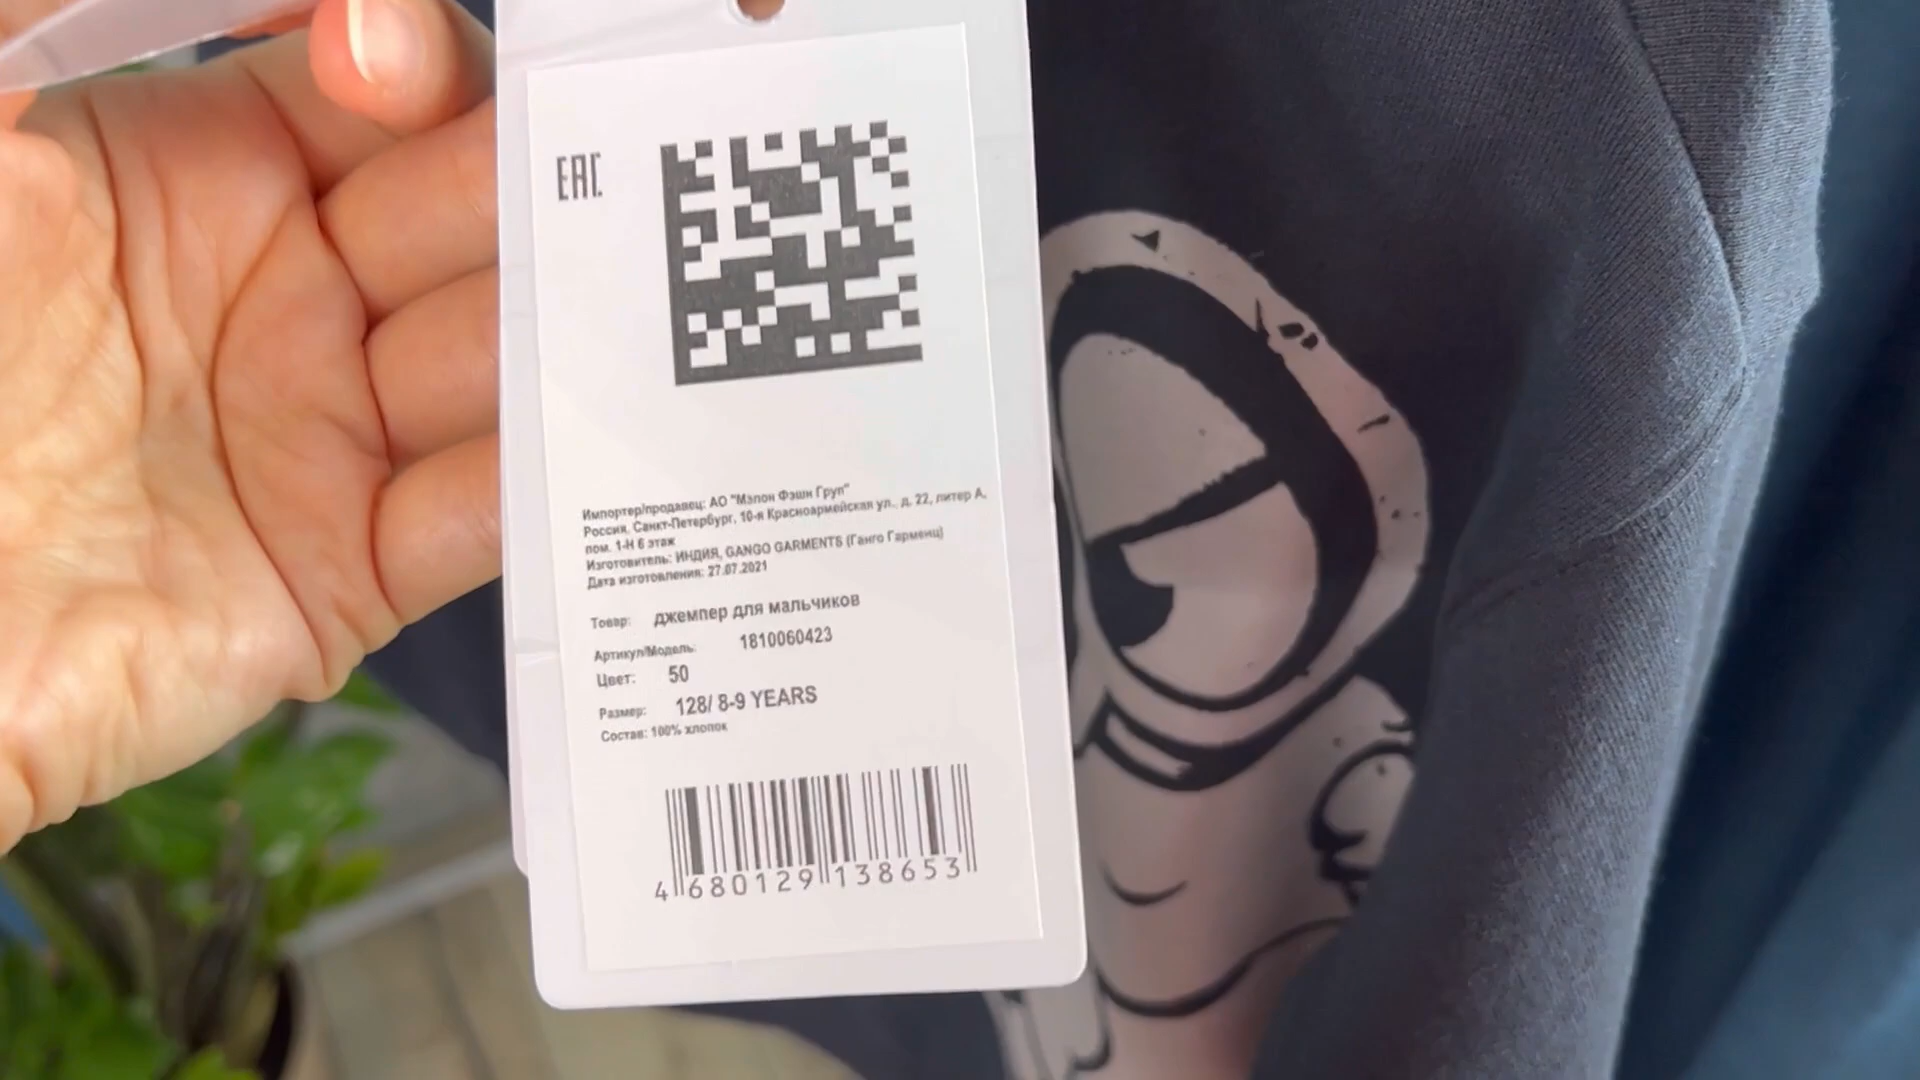 EAC
Импортер/продавец: АО "Мэлон Фэшн Груп"
Россия, Санкт-Петербург, 10-я Красноармейская ул., д. 22, литер А,
пом. 1-Н 6 этаж
Изготовитель: ИНДИЯ, GANGO GARMENTS (Ганго Гарменц)
Дата изготовления: 27.07.2021
Товар: джемпер для мальчиков
Артикул/Модель: 1810060423
Цвет: 50
Размер: 128/ 8-9 YEARS
Состав: 100% хлопок
4 680129 138653